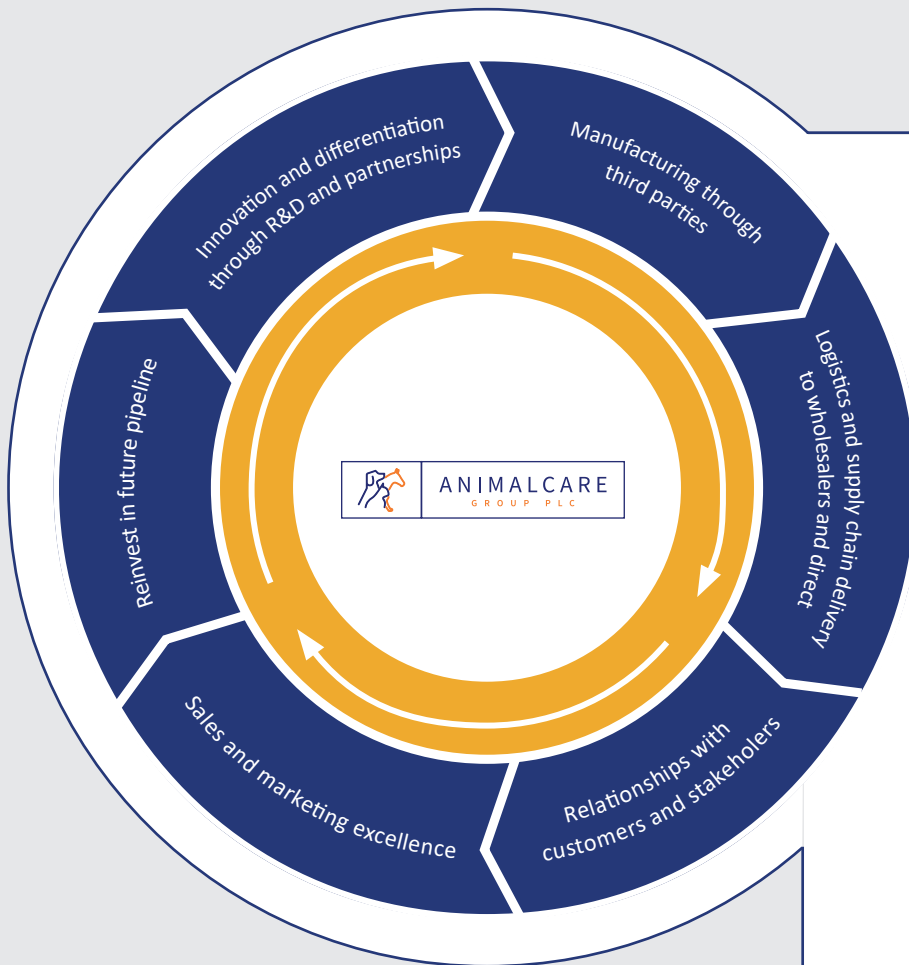 Innovation and differentiation
through R&D and partnerships
Manufacturing through
third parties
Logistics and supply chain delivery
to wholesalers and direct
Relationships with
customers and stakeholers
Sales and marketing excellence
Reinvest in future pipeline
ANIMALCARE
GROUP PLC